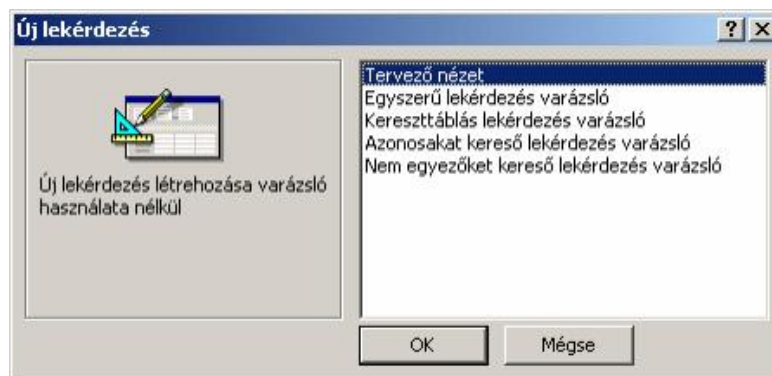 Új lekérdezés
Új lekérdezés létrehozása varázsló
használata nélkül
Tervező nézet
Egyszerű lekérdezés varázsló
Kereszttáblás lekérdezés varázsló
Azonosakat kereső lekérdezés varázsló
Nem egyezőket kereső lekérdezés varázsló
OK
Mégse